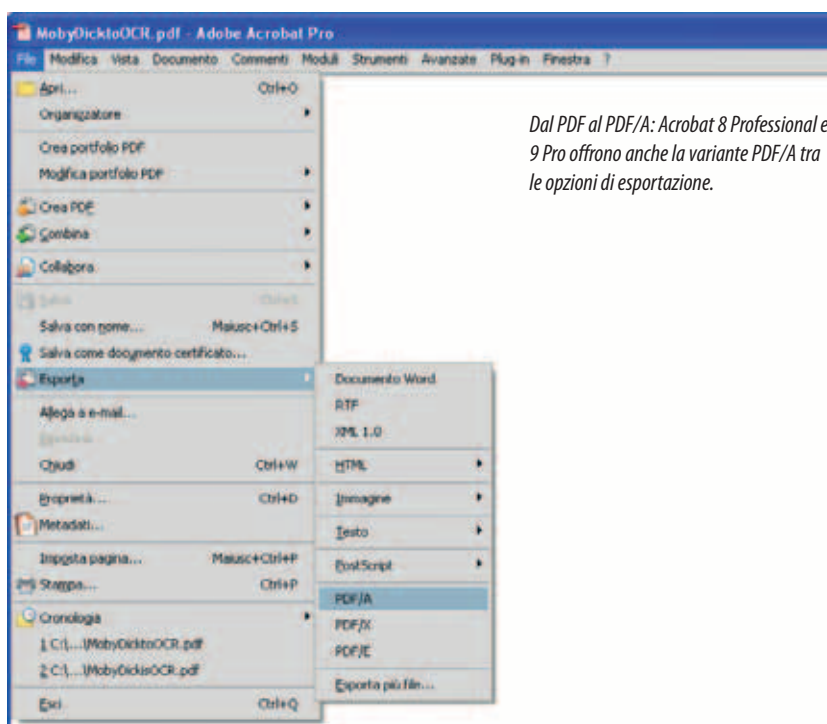 MobyDicktoOCR.pdf - Adobe Acrobat Pro
File Modifica Vista Documento Commenti Moduli Strumenti Avanzate Plug-in Finestra ?
Apri... Ctrl+O
Organizzatore
Crea portfolio PDF
Modifica portfolio PDF
Crea PDF
Combina
Collabora
Salva Ctrl+S
Salva con nome... Maiusc+Ctrl+S
Salva come documento certificato...
Esporta
Allega a e-mail...
Chiudi Ctrl+W
Proprietà... Ctrl+D
Metadati...
Imposta pagina... Maiusc+Ctrl+P
Stampa... Ctrl+P
Cronologia
1 C:\...\MobyDicktoOCR.pdf
2 C:\...\MobyDickisOCR.pdf
Esci Ctrl+Q
Documento Word
RTF
XML 1.0
HTML
Immagine
Testo
PostScript
PDF/A
PDF/X
PDF/E
Esporta più file...
Dal PDF al PDF/A: Acrobat 8 Professional e
9 Pro offrono anche la variante PDF/A tra
le opzioni di esportazione.